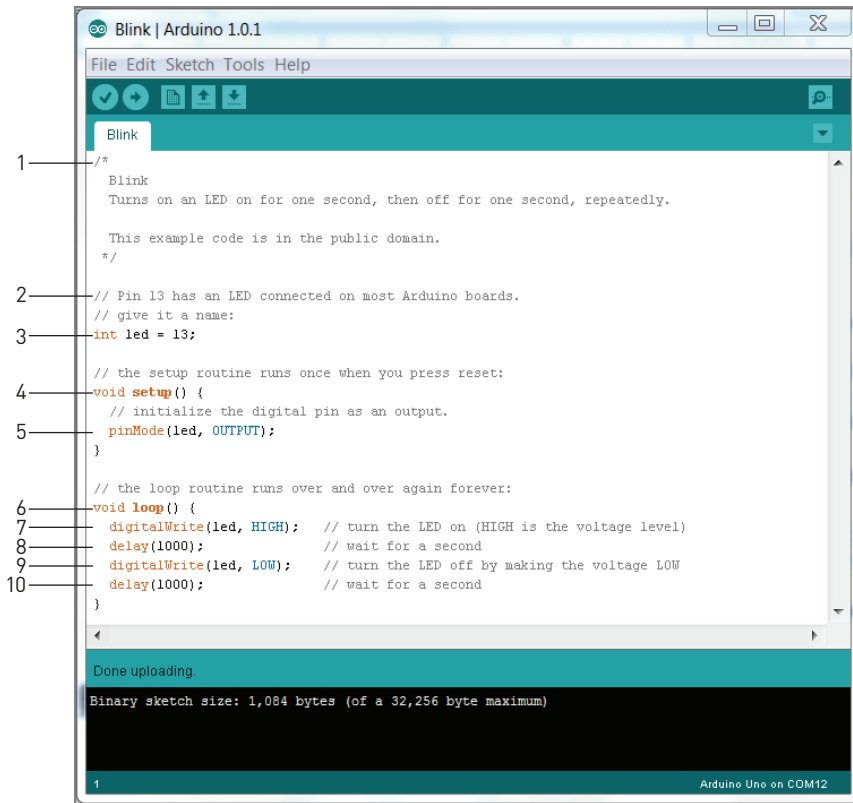 Blink | Arduino 1.0.1
File Edit Sketch Tools Help
Blink
1
/*
Blink
Turns on an LED on for one second, then off for one second, repeatedly.
This example code is in the public domain.
*/
2
// Pin 13 has an LED connected on most Arduino boards.
// give it a name:
3
int led = 13;
// the setup routine runs once when you press reset:
4
void setup() {
// initialize the digital pin as an output.
5
pinMode(led, OUTPUT);
}
// the loop routine runs over and over again forever:
6
void loop() {
7
digitalWrite(led, HIGH);   // turn the LED on (HIGH is the voltage level)
8
delay(1000);               // wait for a second
9
digitalWrite(led, LOW);    // turn the LED off by making the voltage LOW
10
delay(1000);               // wait for a second
}
Done uploading.
Binary sketch size: 1,084 bytes (of a 32,256 byte maximum)
1
Arduino Uno on COM12